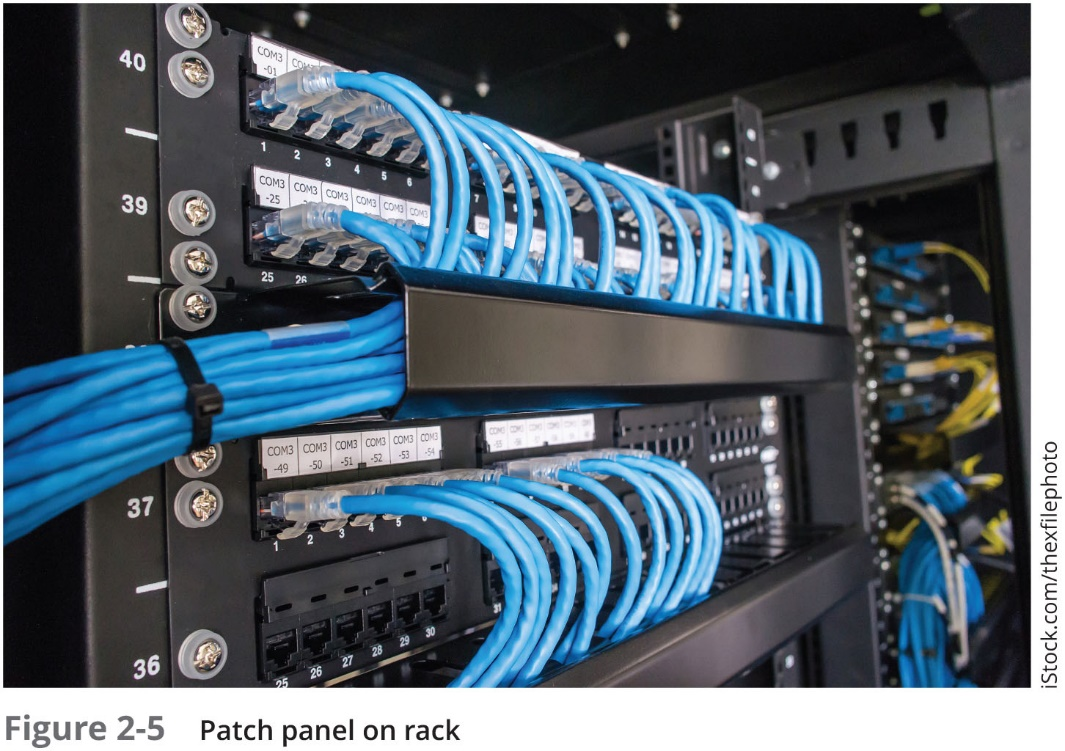 40
COM3
-01
1 2 3 4 5 6
39
COM3 COM3 COM3 COM3 COM3 COM3
-25
25 26
COM3 COM3 COM3 COM3 COM3 COM3
-49 -50 -51 -52 -53 -54
37
1 2 3 4 5
25 26 27 28 29 30
31
36
iStock.com/thexfilephoto
Figure 2-5 Patch panel on rack